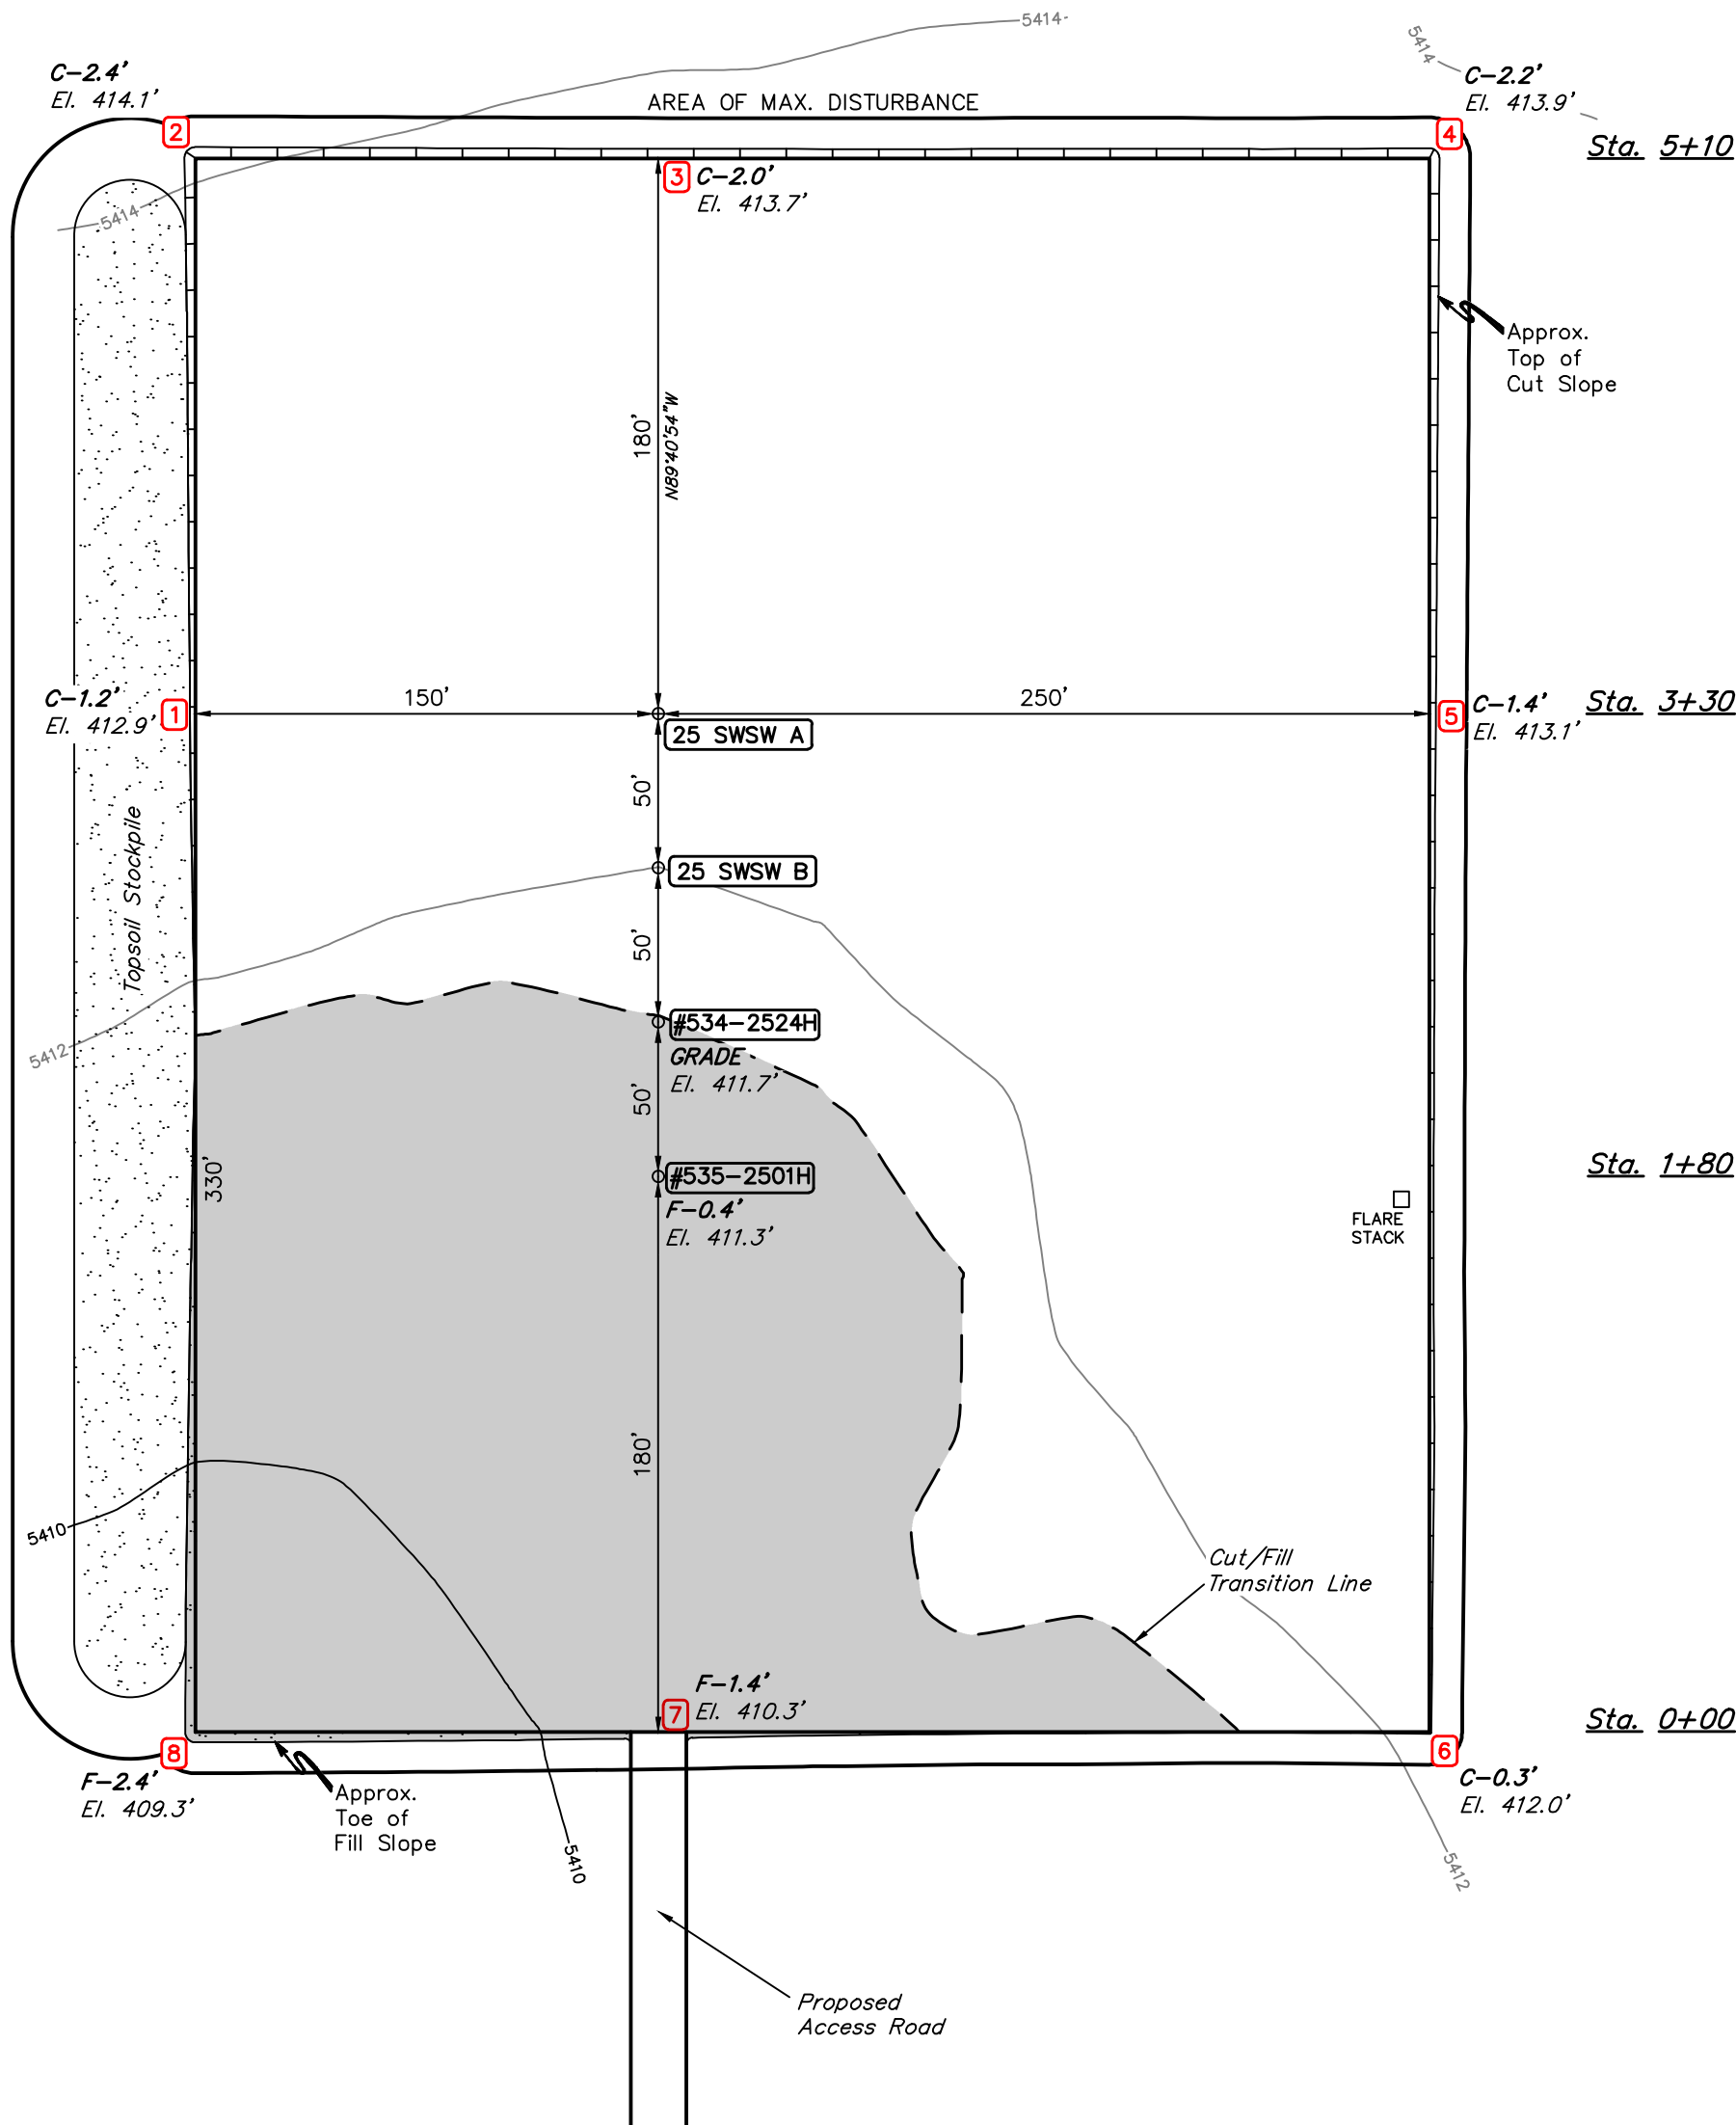 5414
5414
C-2.4'
El. 414.1'
C-2.2'
El. 413.9'
AREA OF MAX. DISTURBANCE
2
4
Sta. 5+10
3 C-2.0'
El. 413.7'
5414
Approx.
Top of
Cut Slope
180'
N89°40'54"W
C-1.2'
El. 412.9'
1
150'
250'
5
C-1.4'
El. 413.1'
Sta. 3+30
25 SWSW A
50'
25 SWSW B
Topsoil Stockpile
50'
#534-2524H
GRADE
El. 411.7'
5412
50'
330'
#535-2501H
F-0.4'
El. 411.3'
Sta. 1+80
FLARE
STACK
180'
5410
Cut/Fill
Transition Line
F-1.4'
7 El. 410.3'
Sta. 0+00
8
F-2.4'
El. 409.3'
Approx.
Toe of
Fill Slope
6
C-0.3'
El. 412.0'
5410
5412
Proposed
Access Road